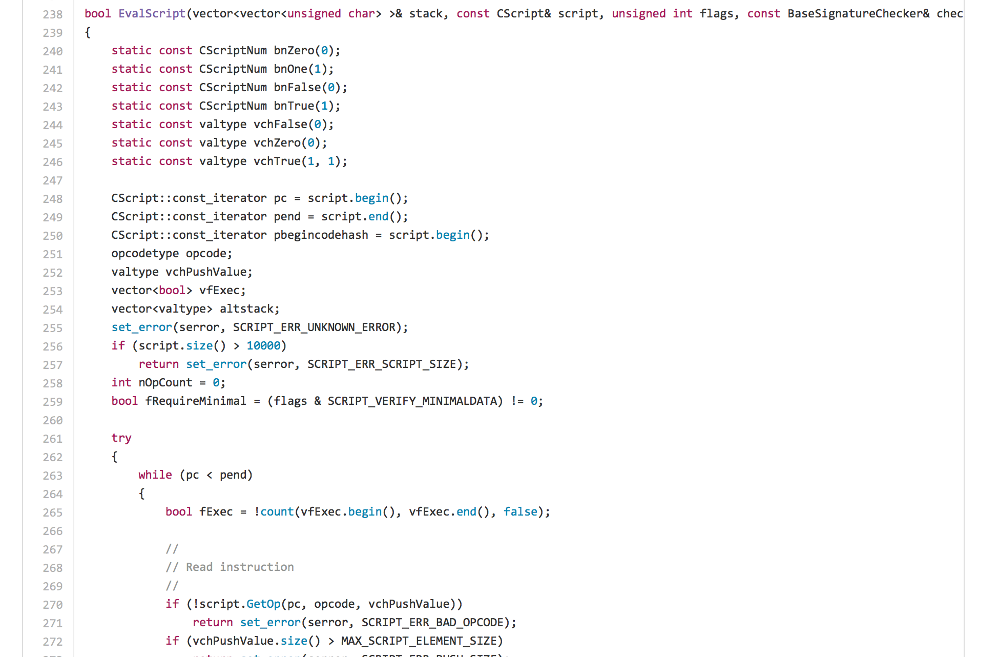 238 bool EvalScript(vector<vector<unsigned char> >& stack, const CScript& script, unsigned int flags, const BaseSignatureChecker& chec
239 {
240     static const CScriptNum bnZero(0);
241     static const CScriptNum bnOne(1);
242     static const CScriptNum bnFalse(0);
243     static const CScriptNum bnTrue(1);
244     static const valtype vchFalse(0);
245     static const valtype vchZero(0);
246     static const valtype vchTrue(1, 1);
247
248     CScript::const_iterator pc = script.begin();
249     CScript::const_iterator pend = script.end();
250     CScript::const_iterator pbegincodehash = script.begin();
251     opcodetype opcode;
252     valtype vchPushValue;
253     vector<bool> vfExec;
254     vector<valtype> altstack;
255     set_error(serror, SCRIPT_ERR_UNKNOWN_ERROR);
256     if (script.size() > 10000)
257         return set_error(serror, SCRIPT_ERR_SCRIPT_SIZE);
258     int nOpCount = 0;
259     bool fRequireMinimal = (flags & SCRIPT_VERIFY_MINIMALDATA) != 0;
260
261     try
262     {
263         while (pc < pend)
264         {
265             bool fExec = !count(vfExec.begin(), vfExec.end(), false);
266
267             //
268             // Read instruction
269             //
270             if (!script.GetOp(pc, opcode, vchPushValue))
271                 return set_error(serror, SCRIPT_ERR_BAD_OPCODE);
272             if (vchPushValue.size() > MAX_SCRIPT_ELEMENT_SIZE)